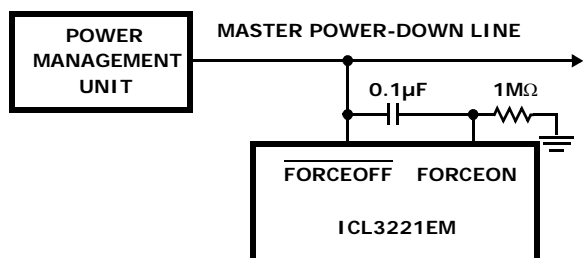 POWER
MANAGEMENT
UNIT
MASTER POWER-DOWN LINE
0.1μF
1MΩ
FORCEOFF FORCEON
ICL3221EM